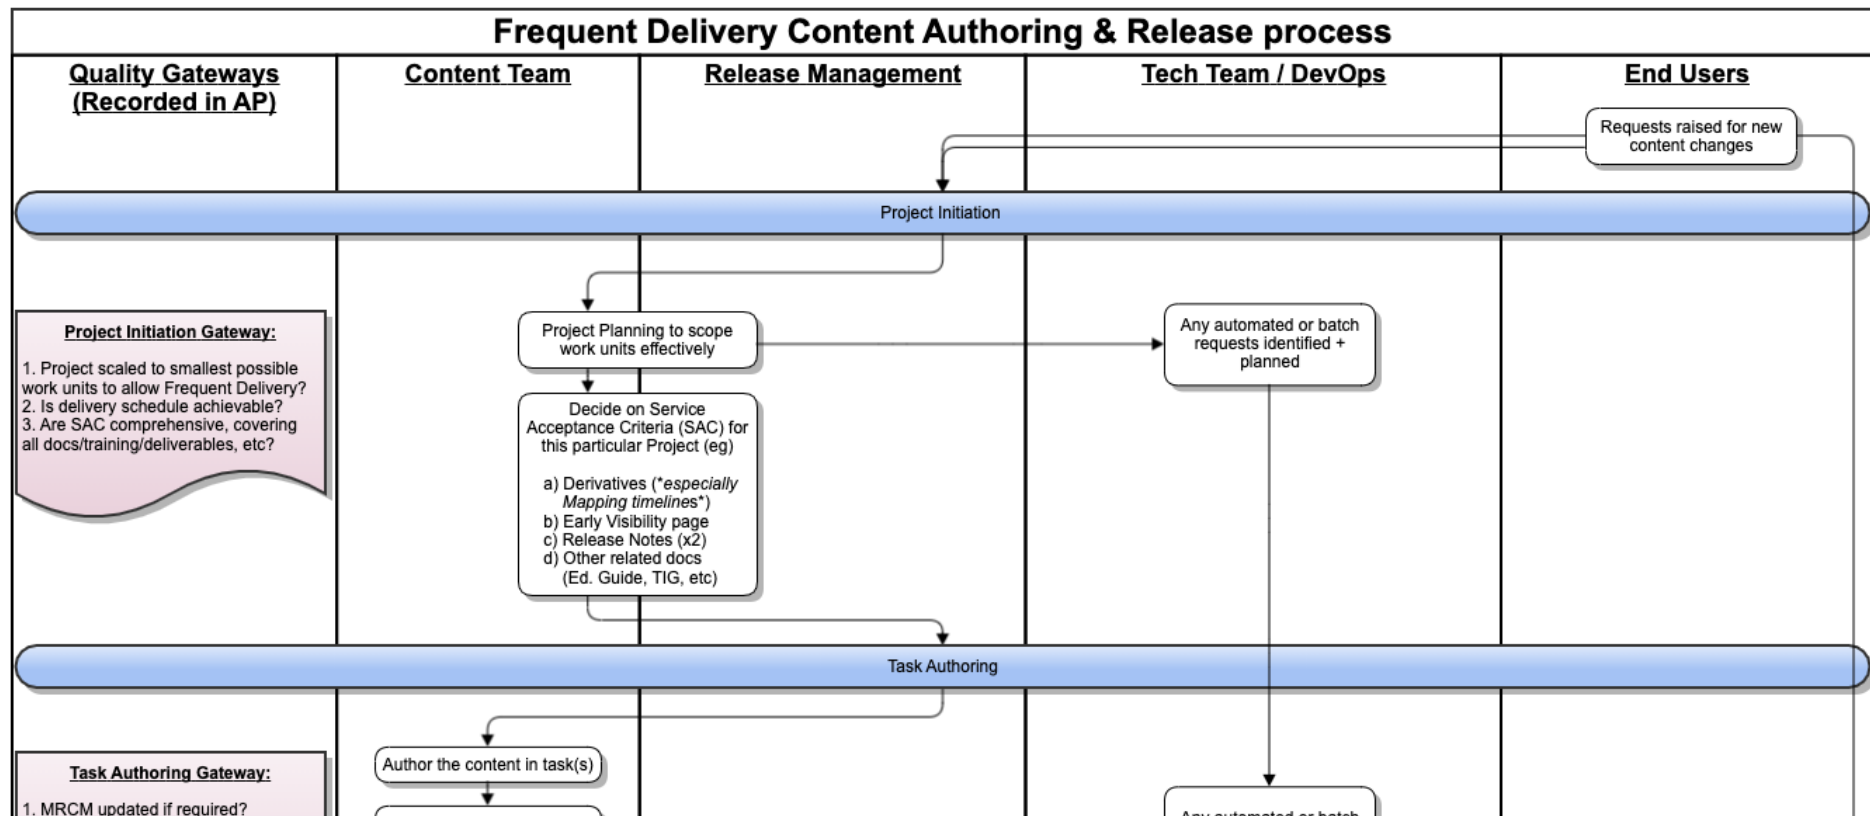 Frequent Delivery Content Authoring & Release process
Quality Gateways
(Recorded in AP)
Content Team
Release Management
Tech Team / DevOps
End Users
Requests raised for new
content changes
Project Initiation
Project Initiation Gateway:
1. Project scaled to smallest possible
work units to allow Frequent Delivery?
2. Is delivery schedule achievable?
3. Are SAC comprehensive, covering
all docs/training/deliverables, etc?
Project Planning to scope
work units effectively
Any automated or batch
requests identified +
planned
Decide on Service
Acceptance Criteria (SAC) for
this particular Project (eg)
a) Derivatives (*especially
Mapping timelines*)
b) Early Visibility page
c) Release Notes (x2)
d) Other related docs
(Ed. Guide, TIG, etc)
Task Authoring
Task Authoring Gateway:
1. MRCM updated if required?
Author the content in task(s)
Any automated or batch